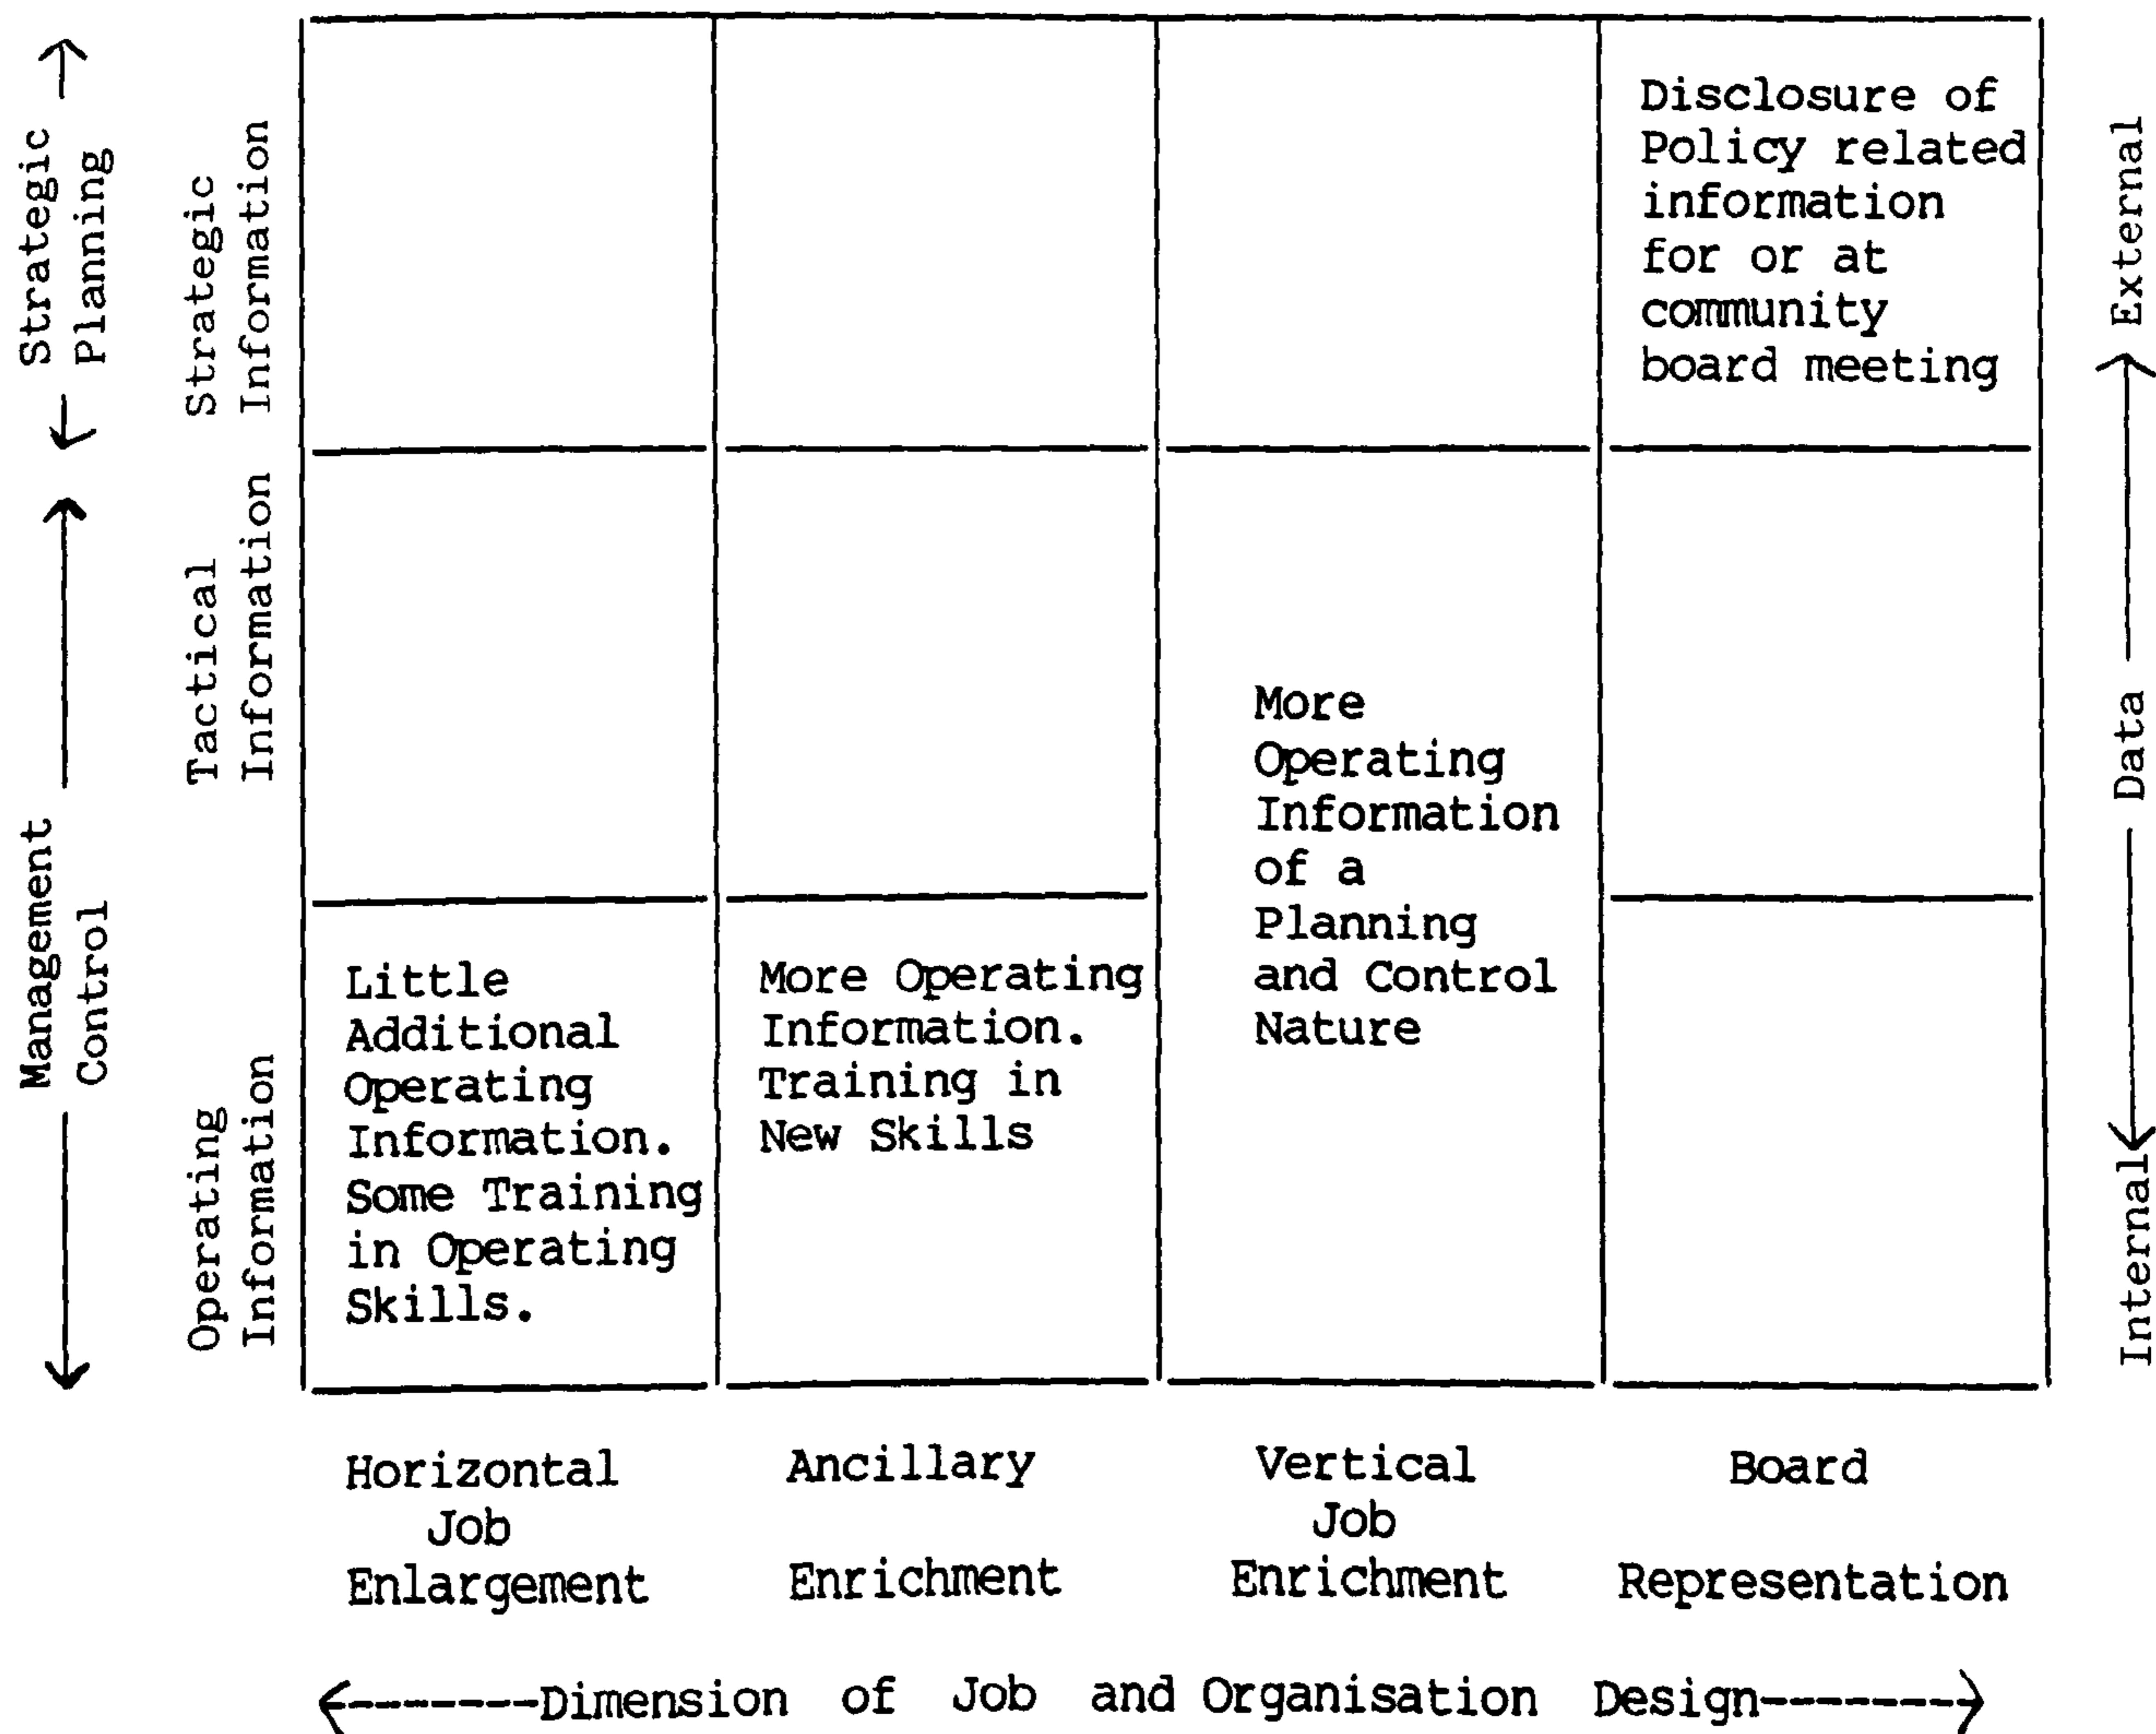 Strategic
Planning
Management
Control
Strategic
Information
Tactical
Information
Operating
Information
Disclosure of
Policy related
information
for or at
community
board meeting
More
Operating
Information
of a
Planning
and Control
Nature
Little
Additional
Operating
Information.
Some Training
in Operating
Skills.
More Operating
Information.
Training in
New Skills
External
Data
Internal
Horizontal
Job
Enlargement
Ancillary
Enrichment
Vertical
Job
Enrichment
Board
Representation
Dimension of Job and Organisation Design